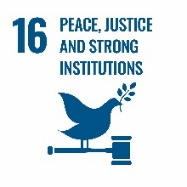 16 PEACE, JUSTICE
AND STRONG
INSTITUTIONS